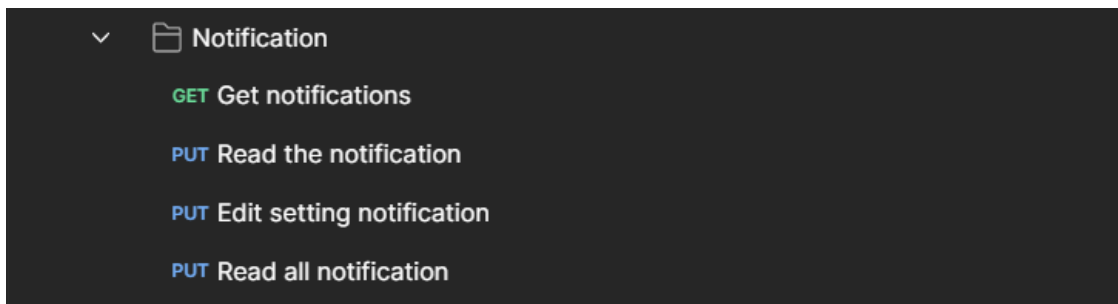 Notification
GET Get notifications
PUT Read the notification
PUT Edit setting notification
PUT Read all notification